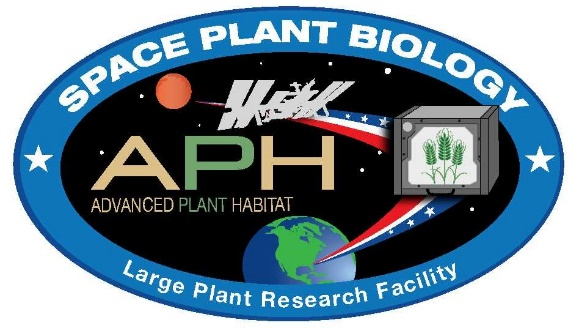 SPACE PLANT BIOLOGY
APH
ADVANCED PLANT HABITAT
Large Plant Research Facility